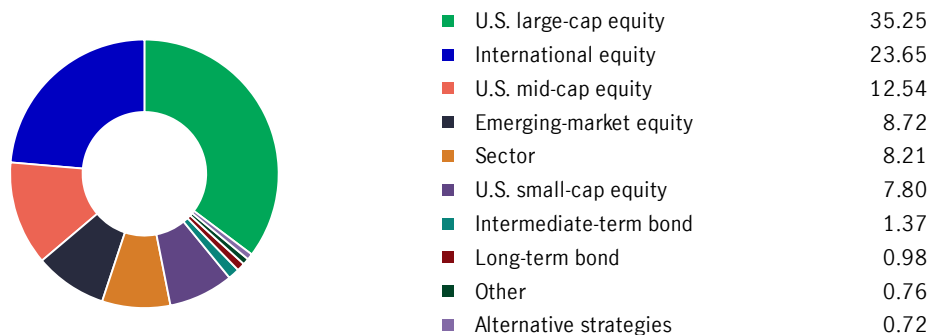 U.S. large-cap equity 35.25
International equity 23.65
U.S. mid-cap equity 12.54
Emerging-market equity 8.72
Sector 8.21
U.S. small-cap equity 7.80
Intermediate-term bond 1.37
Long-term bond 0.98
Other 0.76
Alternative strategies 0.72